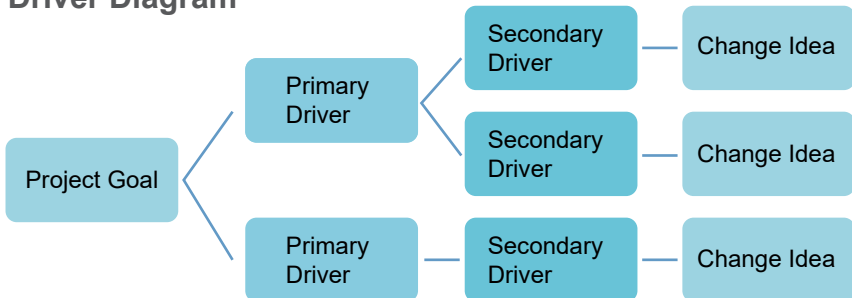 Driver Diagram
Secondary
Driver
Change Idea
Primary
Driver
Secondary
Driver
Change Idea
Project Goal
Primary
Driver
Secondary
Driver
Change Idea